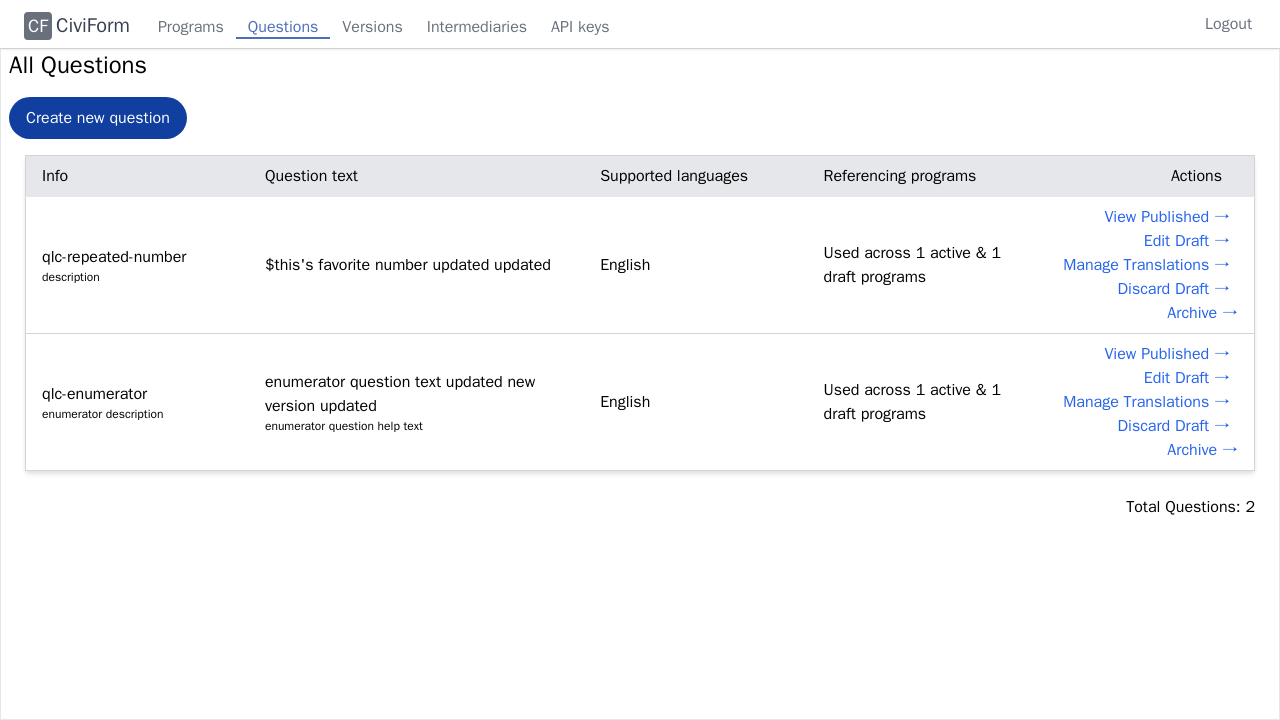 CF CiviForm Programs Questions Versions Intermediaries API keys Logout
All Questions
Create new question
Info Question text Supported languages Referencing programs Actions
qlc-repeated-number
description
$this's favorite number updated updated
English
Used across 1 active & 1
draft programs
View Published →
Edit Draft →
Manage Translations →
Discard Draft →
Archive →
qlc-enumerator
enumerator description
enumerator question text updated new
version updated
enumerator question help text
English
Used across 1 active & 1
draft programs
View Published →
Edit Draft →
Manage Translations →
Discard Draft →
Archive →
Total Questions: 2